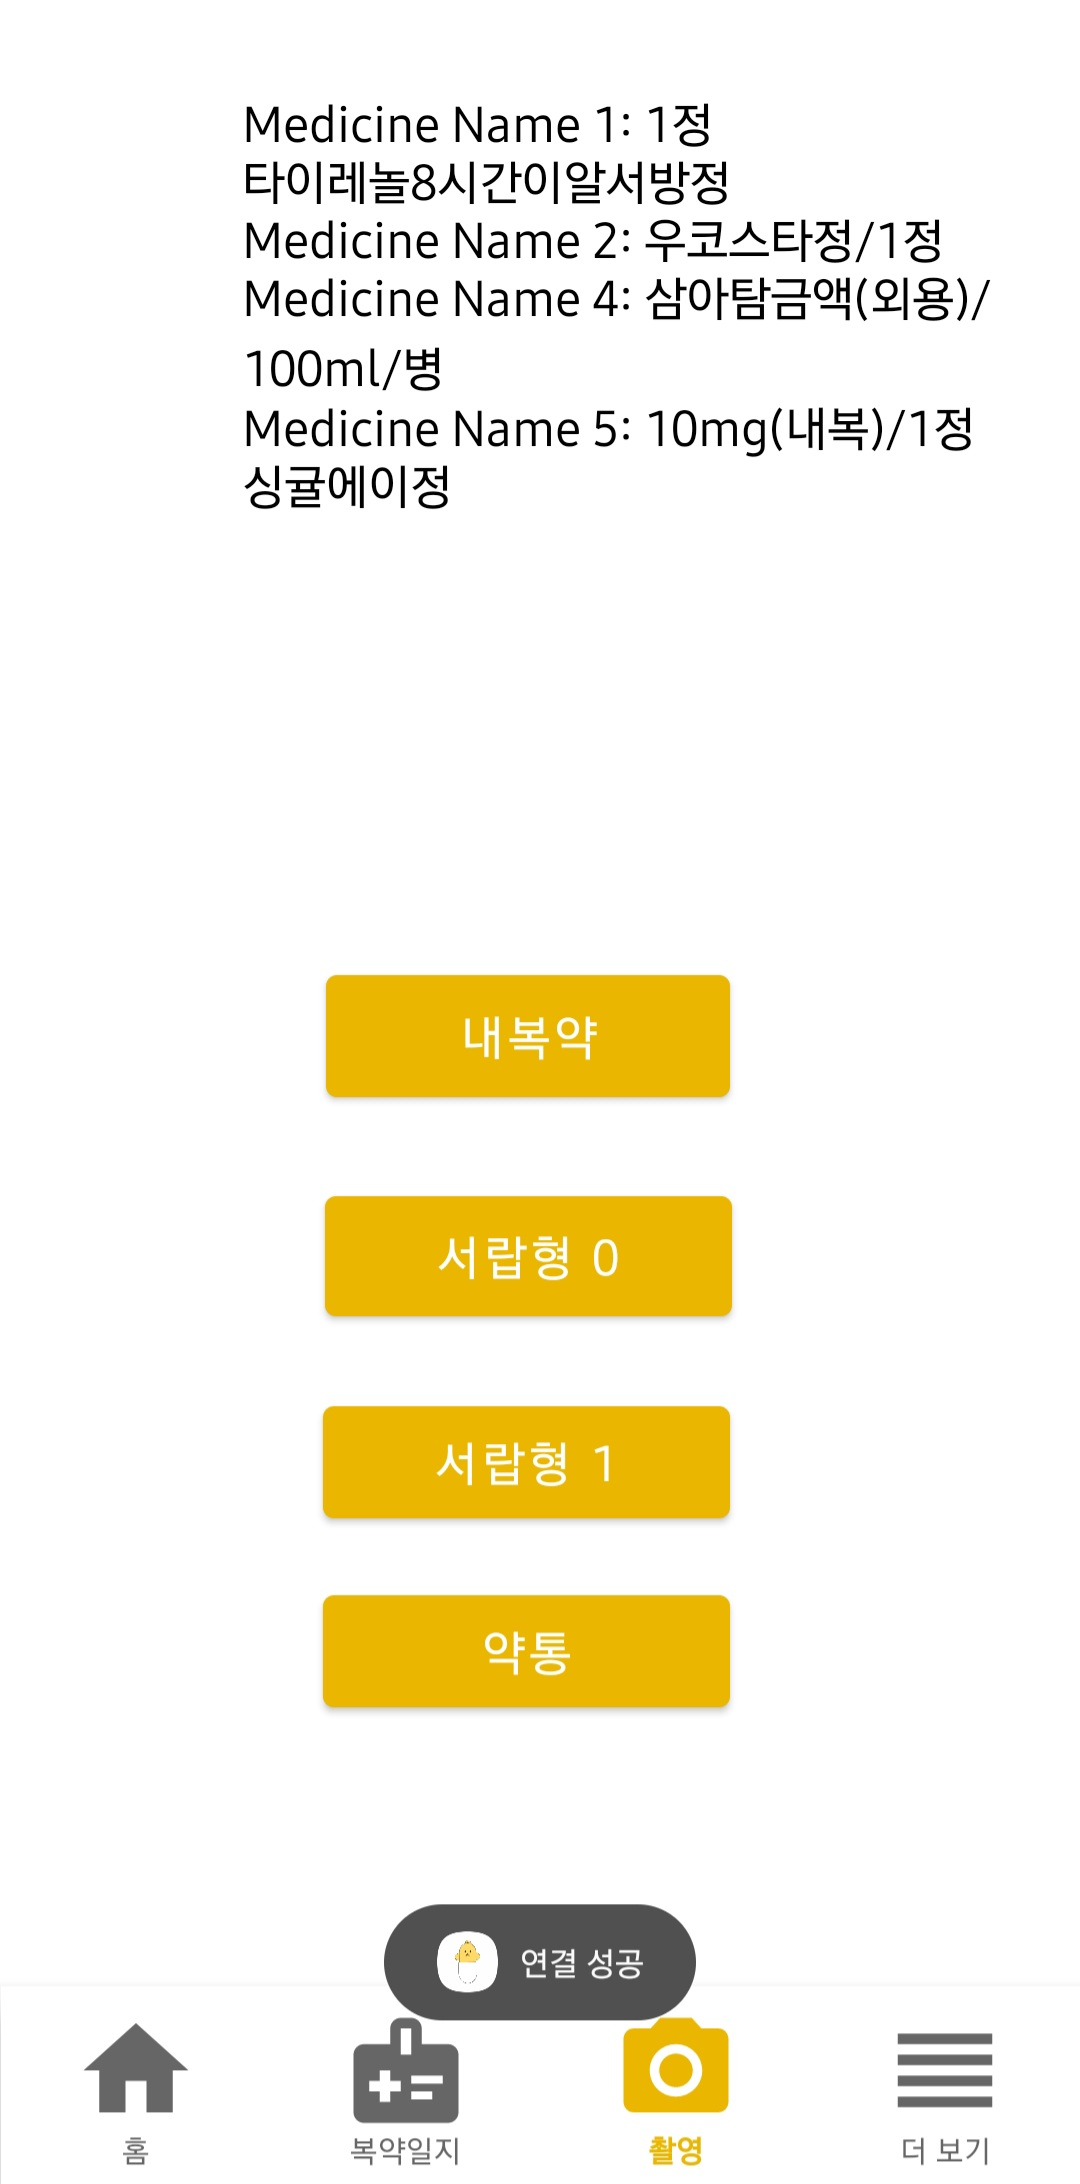 Medicine Name 1: 1정
타이레놀8시간이알서방정
Medicine Name 2: 우코스타정/1정
Medicine Name 4: 삼아탐금액(외용)/
100ml/병
Medicine Name 5: 10mg(내복)/1정
싱귤에이정
내복약
서랍형 0
서랍형 1
약통
연결 성공
홈
복약일지
촬영
더 보기